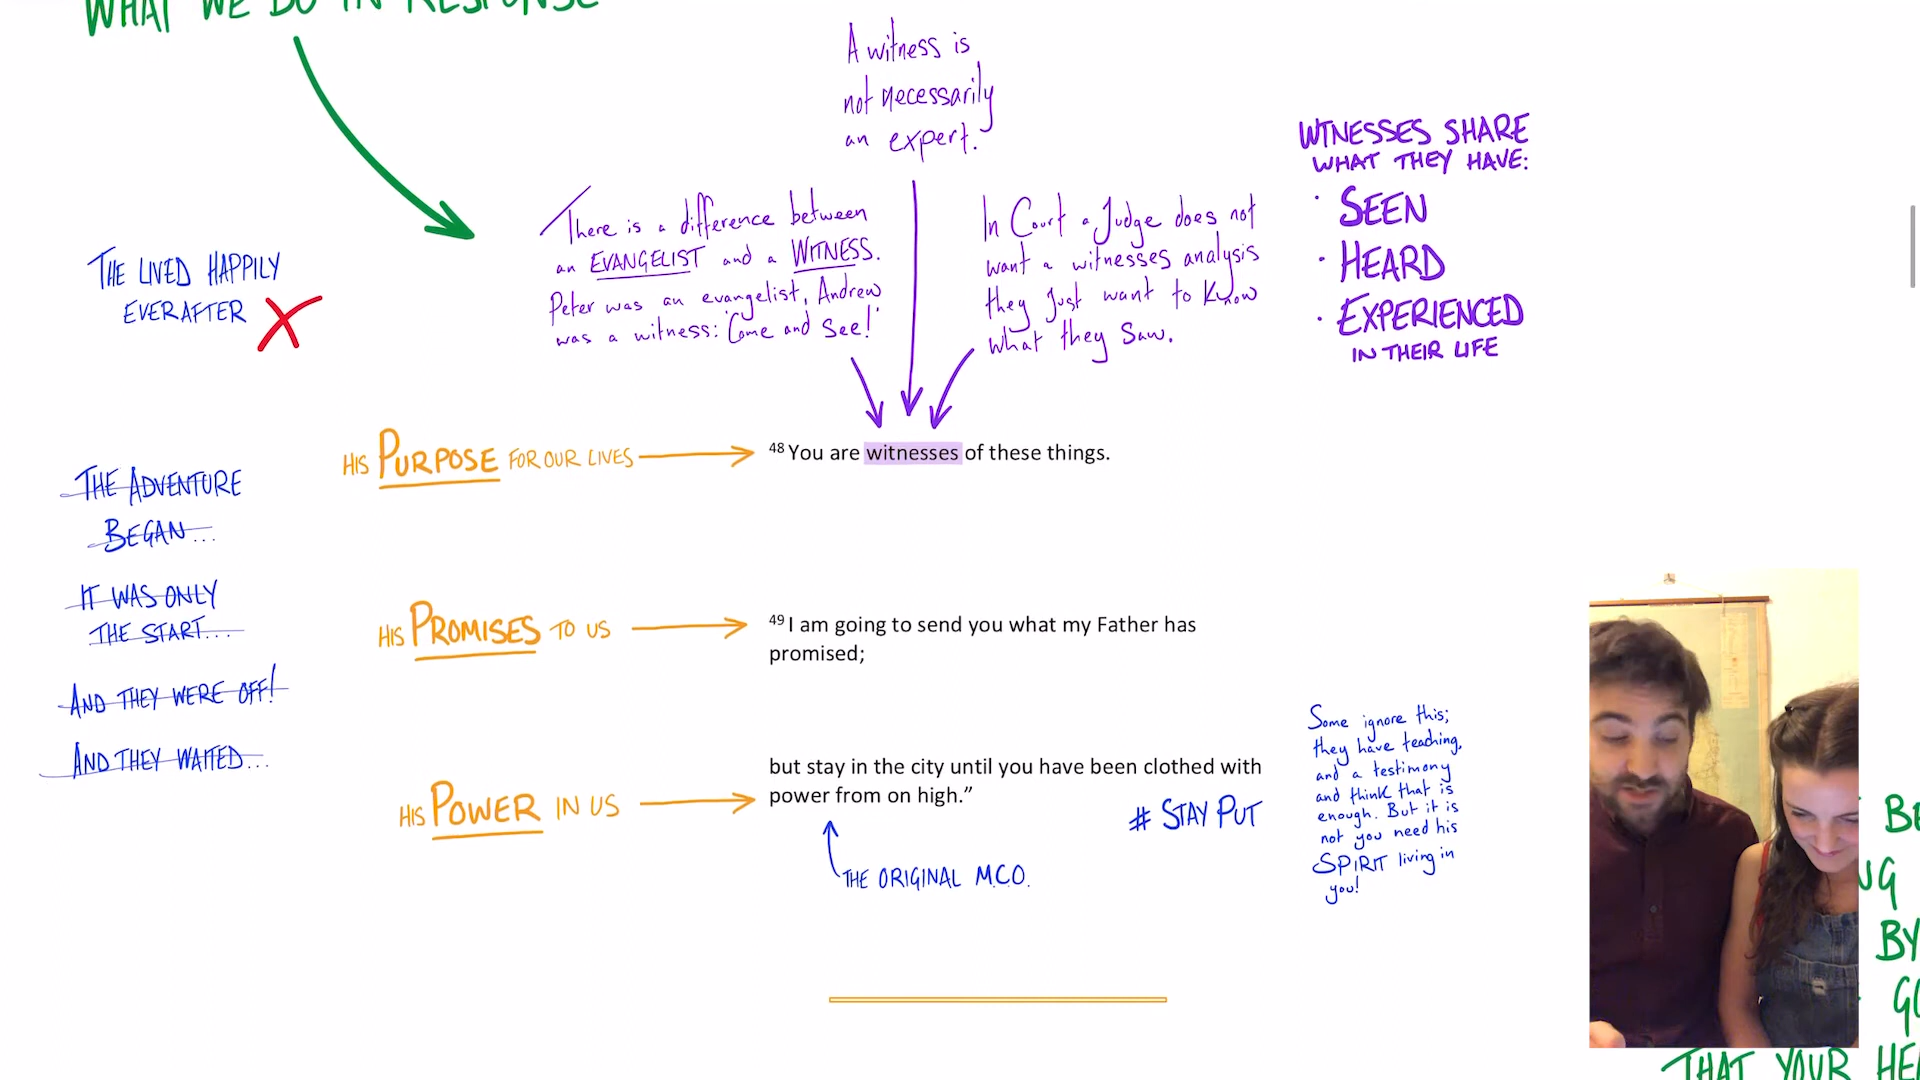 WHAT WE DO IN RESPONSE
A witness is
not necessarily
an expert.
WITNESSES SHARE
WHAT THEY HAVE:
· SEEN
· HEARD
· EXPERIENCED
IN THEIR LIFE
There is a difference between
an EVANGELIST and a WITNESS.
Peter was an evangelist, Andrew
was a witness: 'Come and See!'
In Court a Judge does not
want a witnesses analysis
they just want to know
what they saw.
THE LIVED HAPPILY
EVERAFTER
HIS PURPOSE FOR OUR LIVES
48 You are witnesses of these things.
THE ADVENTURE
BEGAN...
IT WAS ONLY
THE START....
AND THEY WERE OFF!
AND THEY WAITED...
HIS PROMISES TO US
49 I am going to send you what my Father has
promised;
HIS POWER IN US
but stay in the city until you have been clothed with
power from on high.”
# STAY PUT
THE ORIGINAL M.C.O.
Some ignore this;
they have teaching,
and a testimony
and think that is
enough. But it is
not you need his
SPIRIT living in
you!
BY
THAT YOUR